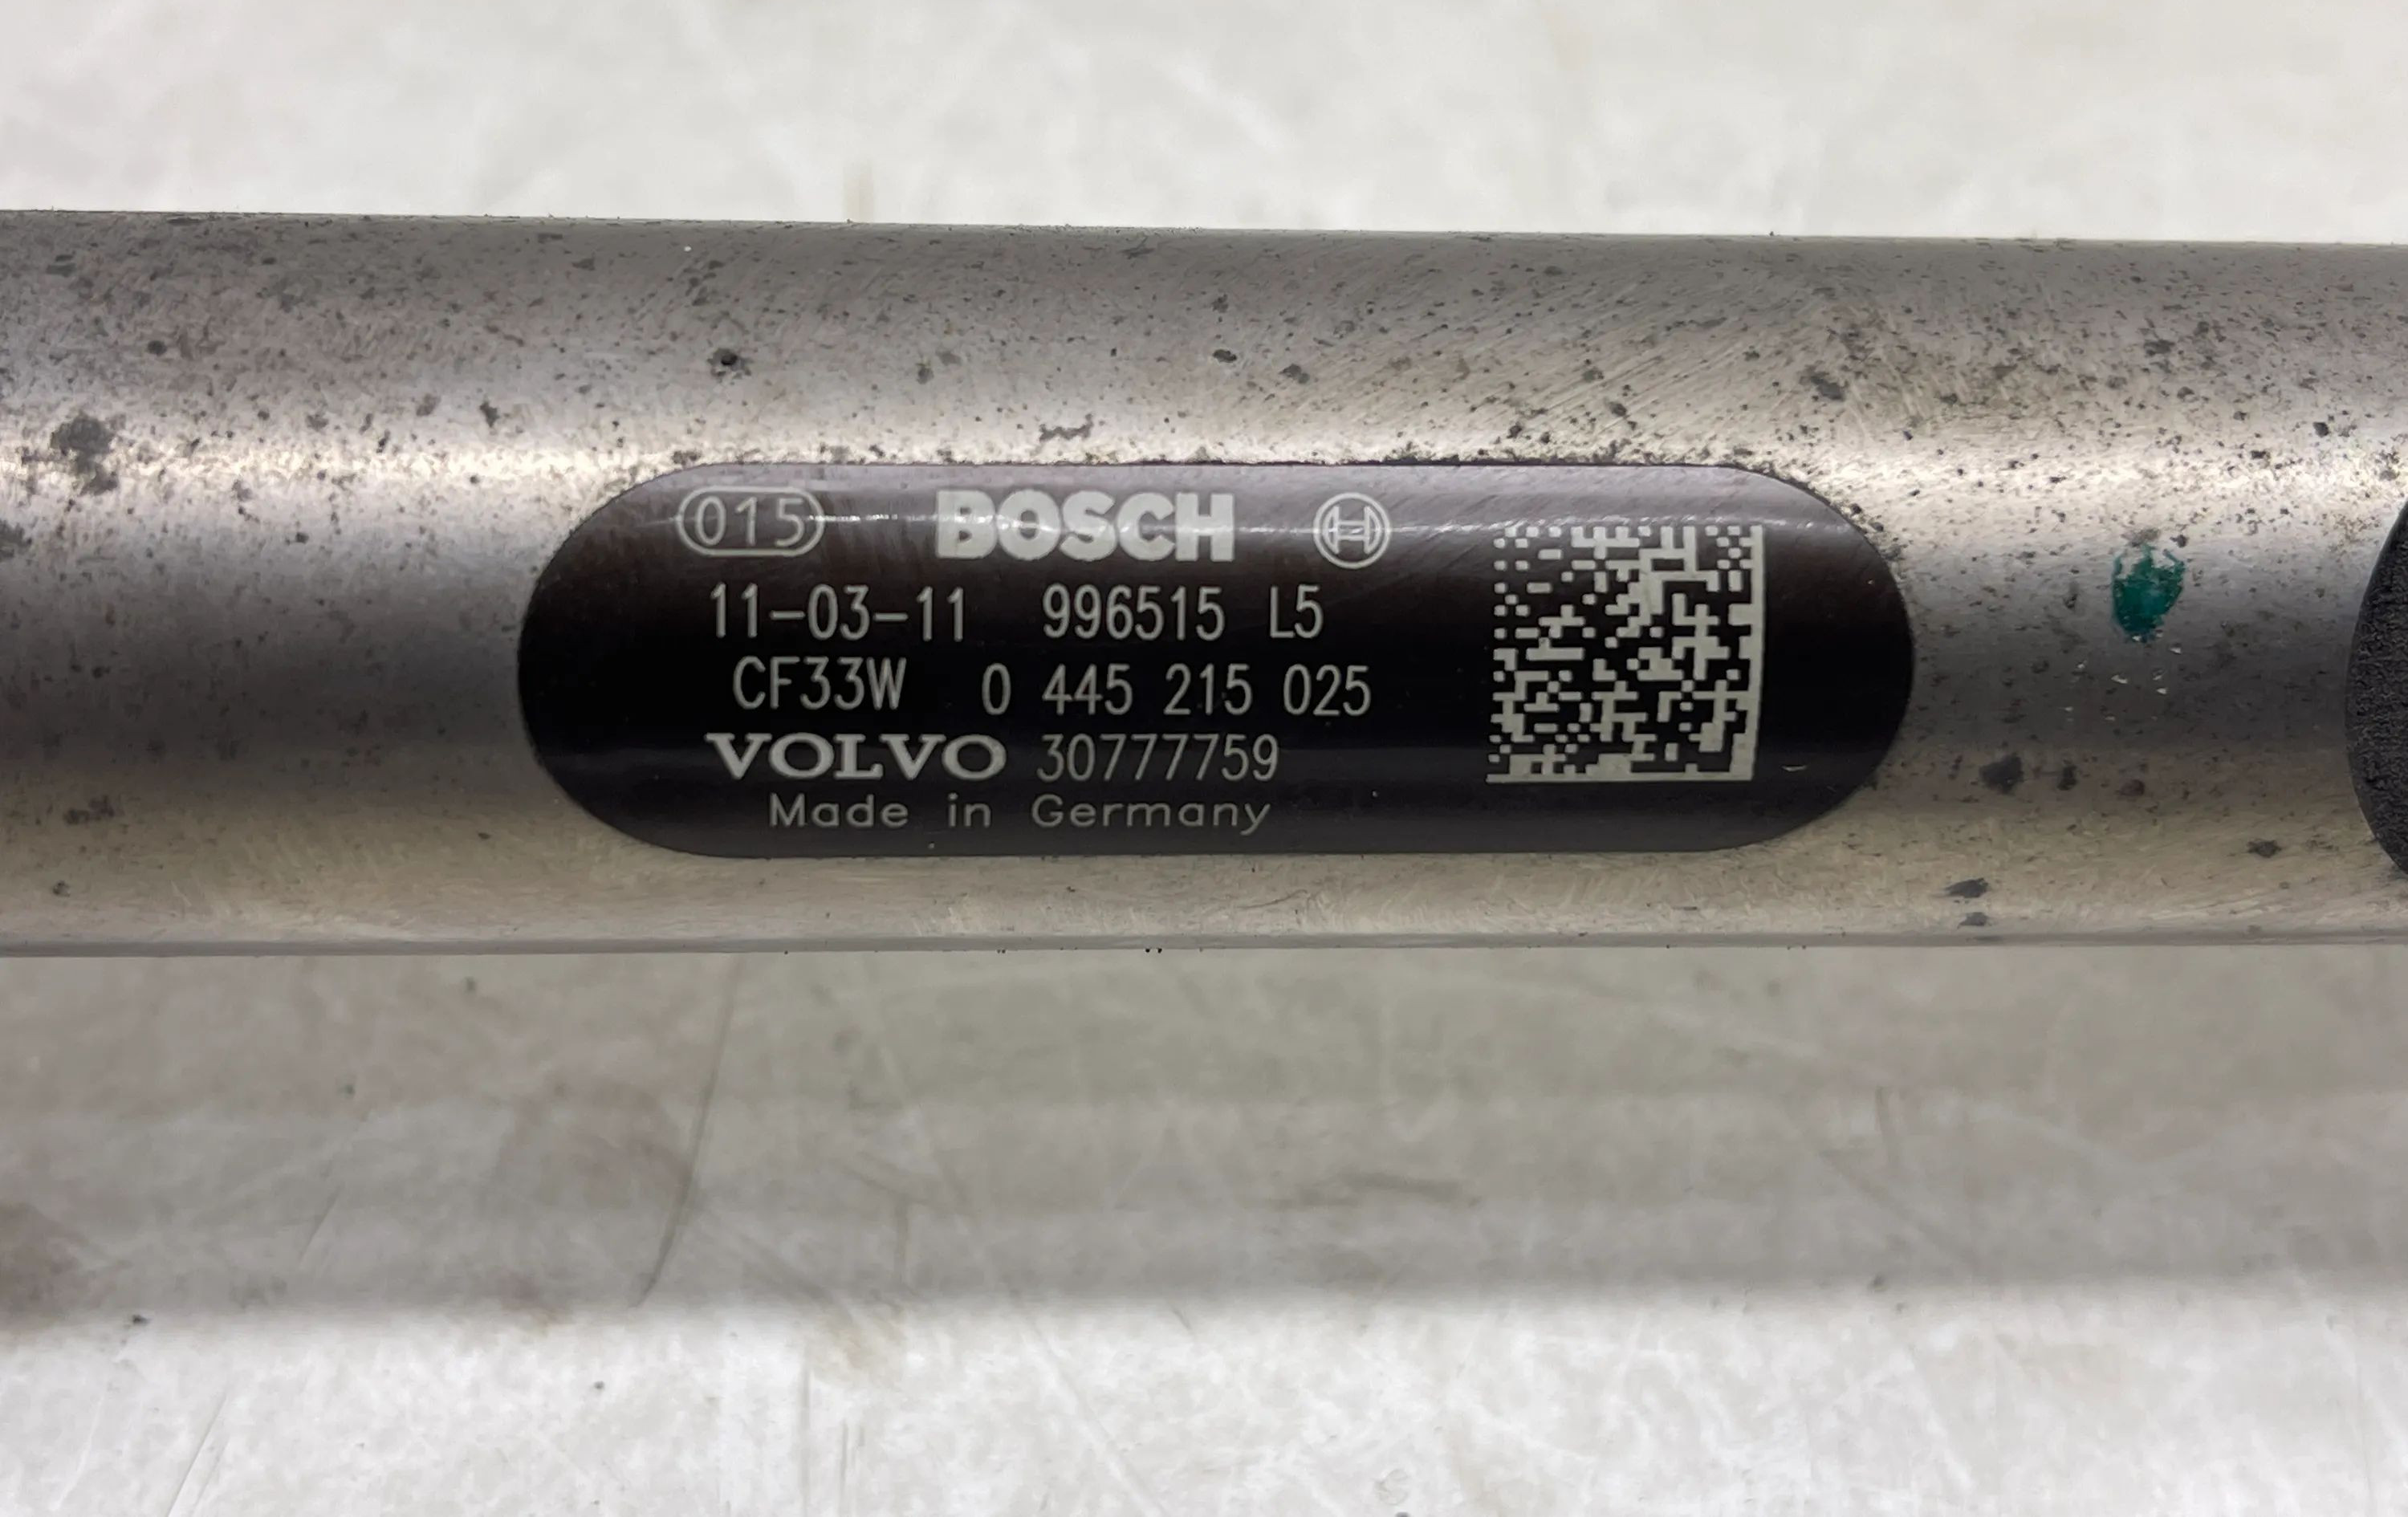 015 BOSCH
11-03-11 996515 L5
CF33W 0 445 215 025
VOLVO 30777759
Made in Germany